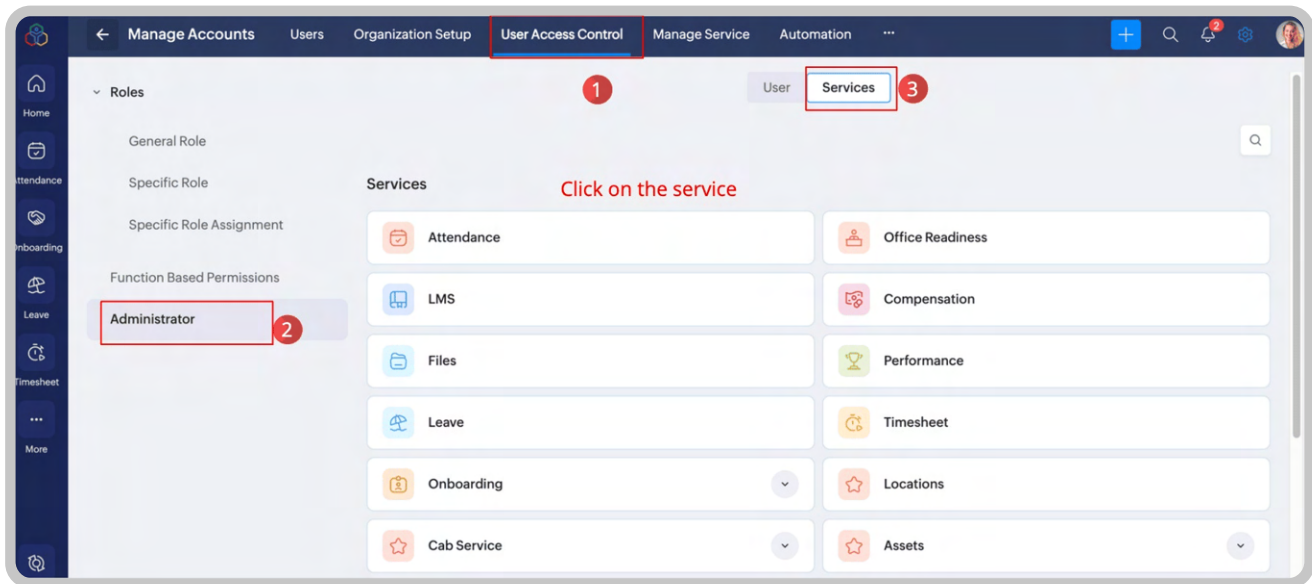 Manage Accounts Users Organization Setup User Access Control Manage Service Automation ... 2
Home
Attendance
Onboarding
Leave
Timesheet
More
Roles
General Role
Specific Role
Specific Role Assignment
Function Based Permissions
Administrator
2
1
User Services 3
Services Click on the service
Attendance Office Readiness
LMS Compensation
Files Performance
Leave Timesheet
Onboarding Locations
Cab Service Assets